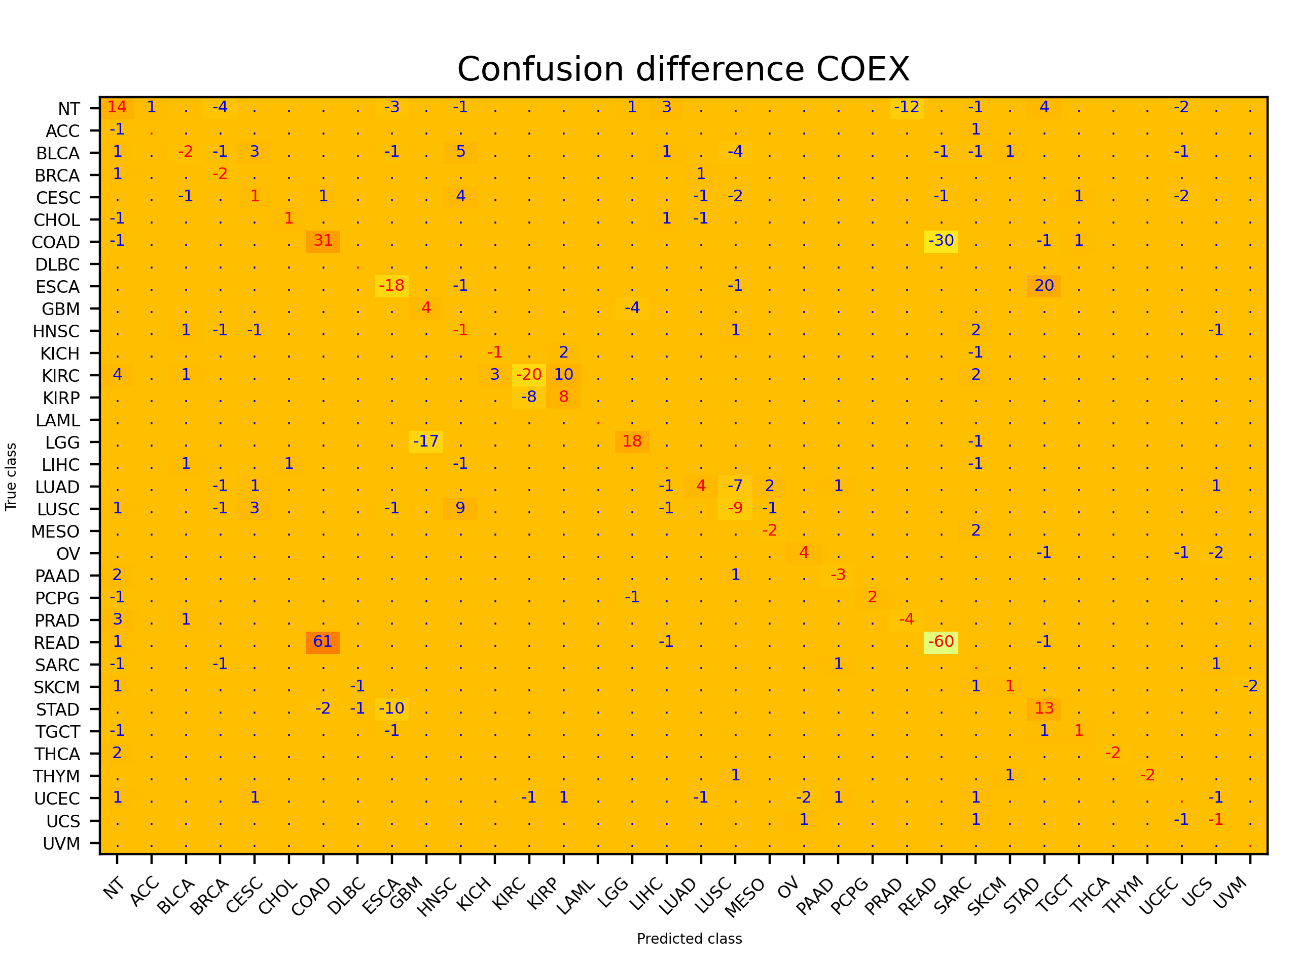 Confusion difference COEX
NT 14 1 . -4 . . . . -3 . -1 . . . . 1 3 . . . . . . -12 . -1 . 4 . . . -2 . .
ACC -1 . . . . . . . . . . . . . . . . . . . . . . . . 1 . . . . . . . .
BLCA 1 . -2 -1 3 . . . -1 . 5 . . . . . 1 . -4 . . . . . -1 -1 1 . . . . -1 . .
BRCA 1 . . -2 . . . . . . . . . . . . . 1 . . . . . . . . . . . . . . . .
CESC . . -1 . 1 . 1 . . . 4 . . . . . . -1 -2 . . . . . -1 . . . 1 . . -2 . .
CHOL -1 . . . . 1 . . . . . . . . . . 1 -1 . . . . . . . . . . . . . . . .
COAD -1 . . . . . 31 . . . . . . . . . . . . . . . . . -30 . . -1 1 . . . . .
DLBC . . . . . . . . . . . . . . . . . . . . . . . . . . . . . . . . . .
ESCA . . . . . . . . -18 . -1 . . . . . . . -1 . . . . . . . . 20 . . . . . .
GBM . . . . . . . . . 4 . . . . . -4 . . . . . . . . . . . . . . . . . .
HNSC . . 1 -1 -1 . . . . . -1 . . . . . . . 1 . . . . . . 2 . . . . . . -1 .
KICH . . . . . . . . . . . -1 . 2 . . . . . . . . . . . -1 . . . . . . . .
KIRC 4 . 1 . . . . . . . . 3 -20 10 . . . . . . . . . . . 2 . . . . . . . .
KIRP . . . . . . . . . . . . -8 8 . . . . . . . . . . . . . . . . . . . .
LAML . . . . . . . . . . . . . . . . . . . . . . . . . . . . . . . . . .
LGG . . . . . . . . . -17 . . . . . 18 . . . . . . . . . -1 . . . . . . . .
LIHC . . 1 . . 1 . . . . -1 . . . . . . . . . . . . . . -1 . . . . . . . .
LUAD . . . -1 1 . . . . . . . . . . . -1 4 -7 2 . 1 . . . . . . . . . . 1 .
LUSC 1 . . -1 3 . . . -1 . 9 . . . . . -1 . -9 -1 . . . . . . . . . . . . . .
MESO . . . . . . . . . . . . . . . . . . . -2 . . . . . 2 . . . . . . . .
OV . . . . . . . . . . . . . . . . . . . . 4 . . . . . . -1 . . . -1 -2 .
PAAD 2 . . . . . . . . . . . . . . . . . 1 . . -3 . . . . . . . . . . . .
PCPG -1 . . . . . . . . . . . . . . -1 . . . . . . 2 . . . . . . . . . . .
PRAD 3 . 1 . . . . . . . . . . . . . . . . . . . . -4 . . . . . . . . . .
READ 1 . . . . . 61 . . . . . . . . . -1 . . . . . . . -60 . . -1 . . . . . .
SARC -1 . . -1 . . . . . . . . . . . . . . . . . 1 . . . . . . . . . . 1 .
SKCM 1 . . . . . . -1 . . . . . . . . . . . . . . . . . 1 1 . . . . . . -2
STAD . . . . . . -2 -1 -10 . . . . . . . . . . . . . . . . . . 13 . . . . . .
TGCT -1 . . . . . . . -1 . . . . . . . . . . . . . . . . . . 1 1 . . . . .
THCA 2 . . . . . . . . . . . . . . . . . . . . . . . . . . . . -2 . . . .
THYM . . . . . . . . . . . . . . . . . . 1 . . . . . . . 1 . . . -2 . . .
UCEC 1 . . . 1 . . . . . . . -1 1 . . . -1 . . -2 1 . . . 1 . . . . . . -1 .
UCS . . . . . . . . . . . . . . . . . . . . 1 . . . . 1 . . . . . -1 -1 .
UVM . . . . . . . . . . . . . . . . . . . . . . . . . . . . . . . . . .
True class
NT ACC BLCA BRCA CESC CHOL COAD DLBC ESCA GBM HNSC KICH KIRC KIRP LAML LGG LIHC LUAD LUSC MESO OV PAAD PCPG PRAD READ SARC SKCM STAD TGCT THCA THYM UCEC UCS UVM
Predicted class